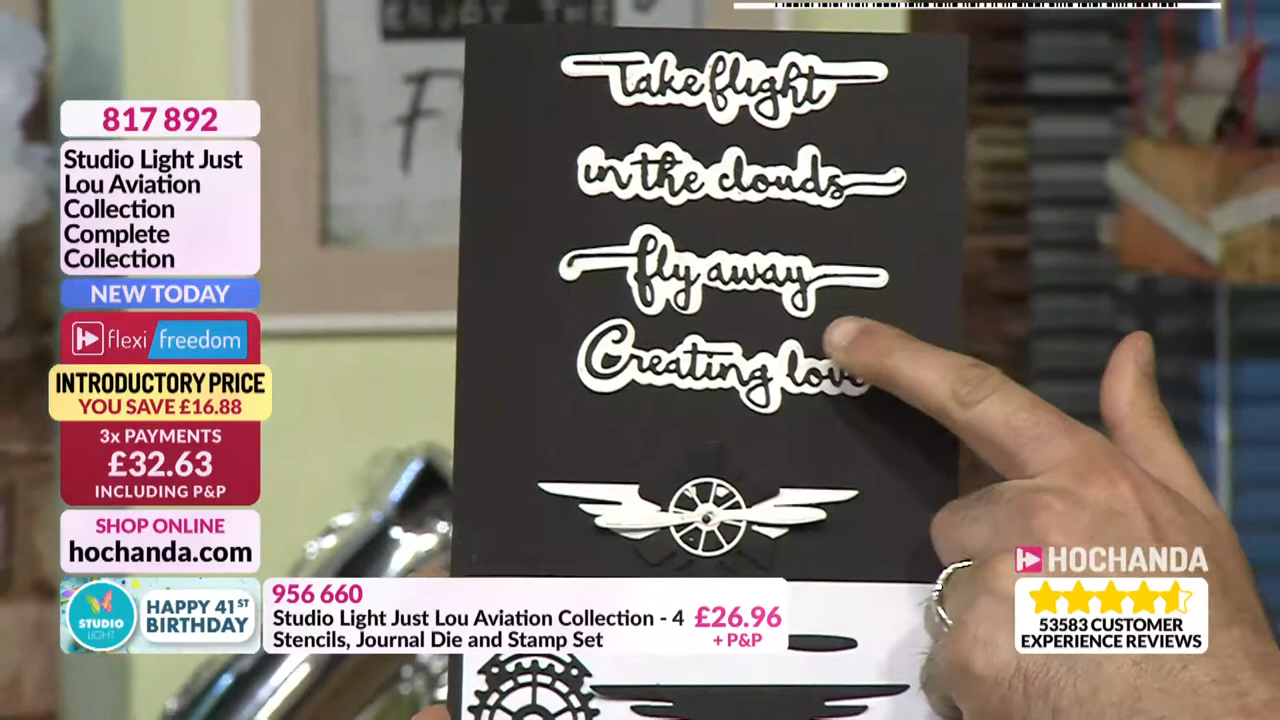 ENJOY THE
take flight
in the clouds
fly away
Creating love
817 892
Studio Light Just
Lou Aviation
Collection
Complete
Collection
NEW TODAY
flexi freedom
INTRODUCTORY PRICE
YOU SAVE £16.88
3x PAYMENTS
£32.63
INCLUDING P&P
SHOP ONLINE
hochanda.com
STUDIO
LIGHT
HAPPY 41ST
BIRTHDAY
956 660
Studio Light Just Lou Aviation Collection - 4
Stencils, Journal Die and Stamp Set
£26.96
+ P&P
HOCHANDA
53583 CUSTOMER
EXPERIENCE REVIEWS